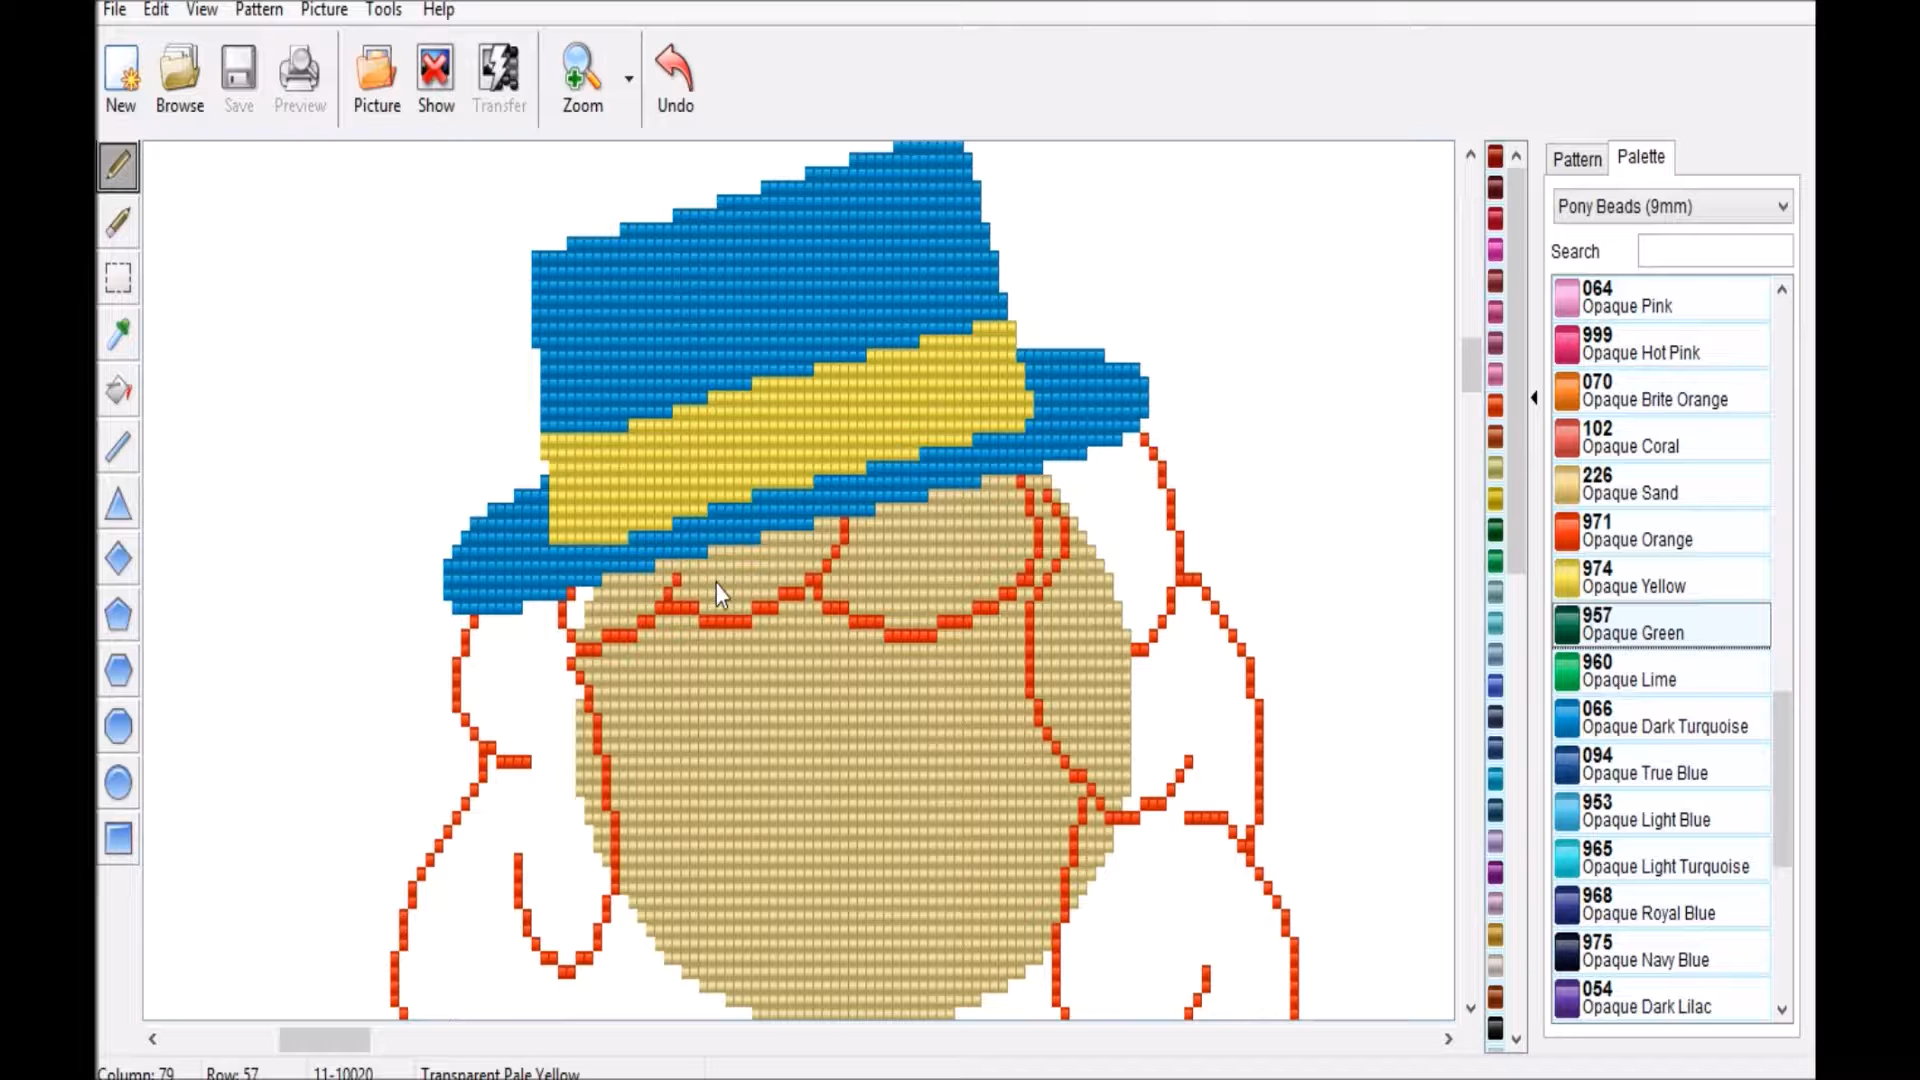 File Edit View Pattern Picture Tools Help
New Browse Save Preview Picture Show Transfer Zoom Undo
Pattern Palette
Pony Beads (9mm)
Search
064
Opaque Pink
999
Opaque Hot Pink
070
Opaque Brite Orange
102
Opaque Coral
226
Opaque Sand
971
Opaque Orange
974
Opaque Yellow
957
Opaque Green
960
Opaque Lime
066
Opaque Dark Turquoise
094
Opaque True Blue
953
Opaque Light Blue
965
Opaque Light Turquoise
968
Opaque Royal Blue
975
Opaque Navy Blue
054
Opaque Dark Lilac
Column: 79 Row: 57 11-10020 Transparent Pale Yellow